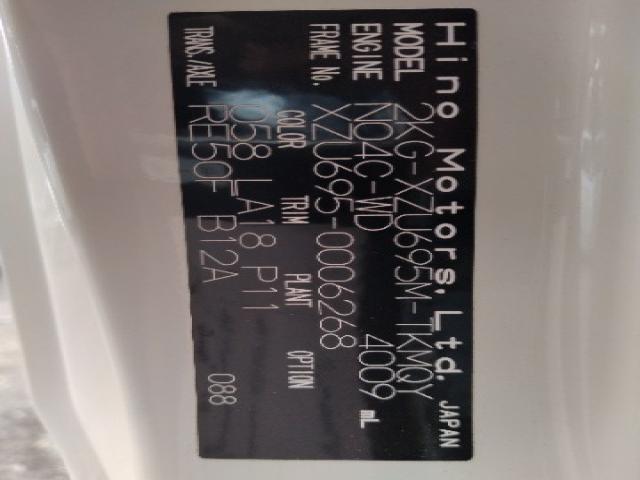 Hino Motors, Ltd. JAPAN
MODEL 2KG-XZU695M-TKMQY
ENGINE N04C-WD 4009 mL
FRAME No. XZU695-0006268
COLOR TRIM PLANT OPTION
058 LA18 P11
TRANS./AXLE RE50F B12A 088